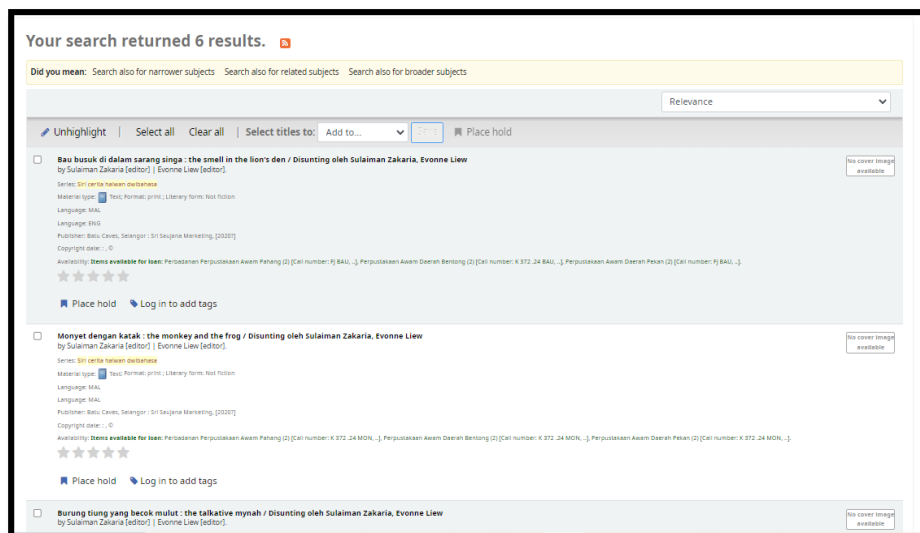 Your search returned 6 results.
Did you mean: Search also for narrower subjects Search also for related subjects Search also for broader subjects
Relevance
Unhighlight | Select all Clear all | Select titles to: Add to... Save Place hold
Bau busuk di dalam sarang singa : the smell in the lion's den / Disunting oleh Sulaiman Zakaria, Evonne Liew
No cover image available
by Sulaiman Zakaria [editor] | Evonne Liew [editor].
Series: Siri cerita haiwan dwibahasa
Material type: Text; Format: print ; Literary form: Not fiction
Language: MAL
Language: ENG
Publisher: Batu Caves, Selangor : Sri Saujana Marketing, [2020?]
Copyright date: : , ©
Availability: Items available for loan: Perbadanan Perpustakaan Awam Pahang (2) [Call number: FJ BAU, ..], Perpustakaan Awam Daerah Bentong (2) [Call number: K 372 .24 BAU, ..], Perpustakaan Awam Daerah Pekan (2) [Call number: FJ BAU, ..].
Place hold Log in to add tags
Monyet dengan katak : the monkey and the frog / Disunting oleh Sulaiman Zakaria, Evonne Liew
No cover image available
by Sulaiman Zakaria [editor] | Evonne Liew [editor].
Series: Siri cerita haiwan dwibahasa
Material type: Text; Format: print ; Literary form: Not fiction
Language: MAL
Language: MAL
Publisher: Batu Caves, Selangor : Sri Saujana Marketing, [2020?]
Copyright date: : , ©
Availability: Items available for loan: Perbadanan Perpustakaan Awam Pahang (2) [Call number: K 372 .24 MON, ..], Perpustakaan Awam Daerah Bentong (2) [Call number: K 372 .24 MON, ..], Perpustakaan Awam Daerah Pekan (2) [Call number: K 372 .24 MON, ..].
Place hold Log in to add tags
Burung tiung yang becok mulut : the talkative mynah / Disunting oleh Sulaiman Zakaria, Evonne Liew
No cover image available
by Sulaiman Zakaria [editor] | Evonne Liew [editor].